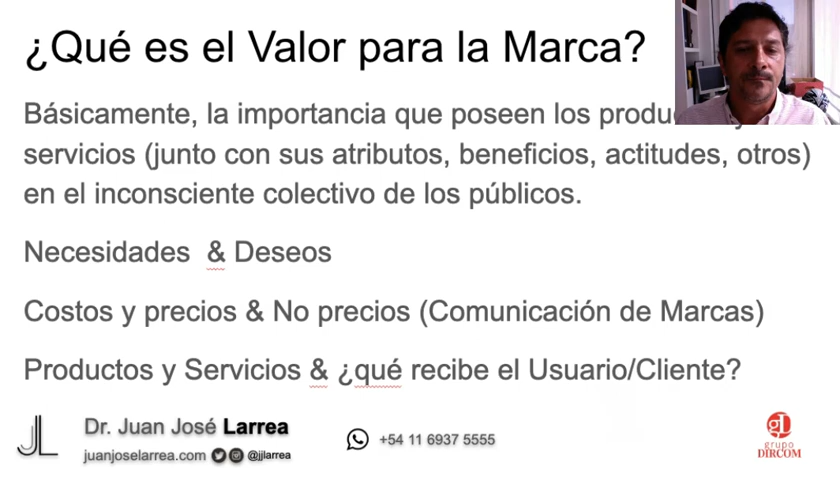 ¿Qué es el Valor para la Marca?
Básicamente, la importancia que poseen los
servicios (junto con sus atributos, beneficios, actitudes, otros)
en el inconsciente colectivo de los públicos.
Necesidades & Deseos
Costos y precios & No precios (Comunicación de Marcas)
Productos y Servicios & ¿qué recibe el Usuario/Cliente?
JL
Dr. Juan José Larrea
juanjoselarrea.com @jjlarrea
+54 11 6937 5555
gL
grupo
DIRCOM